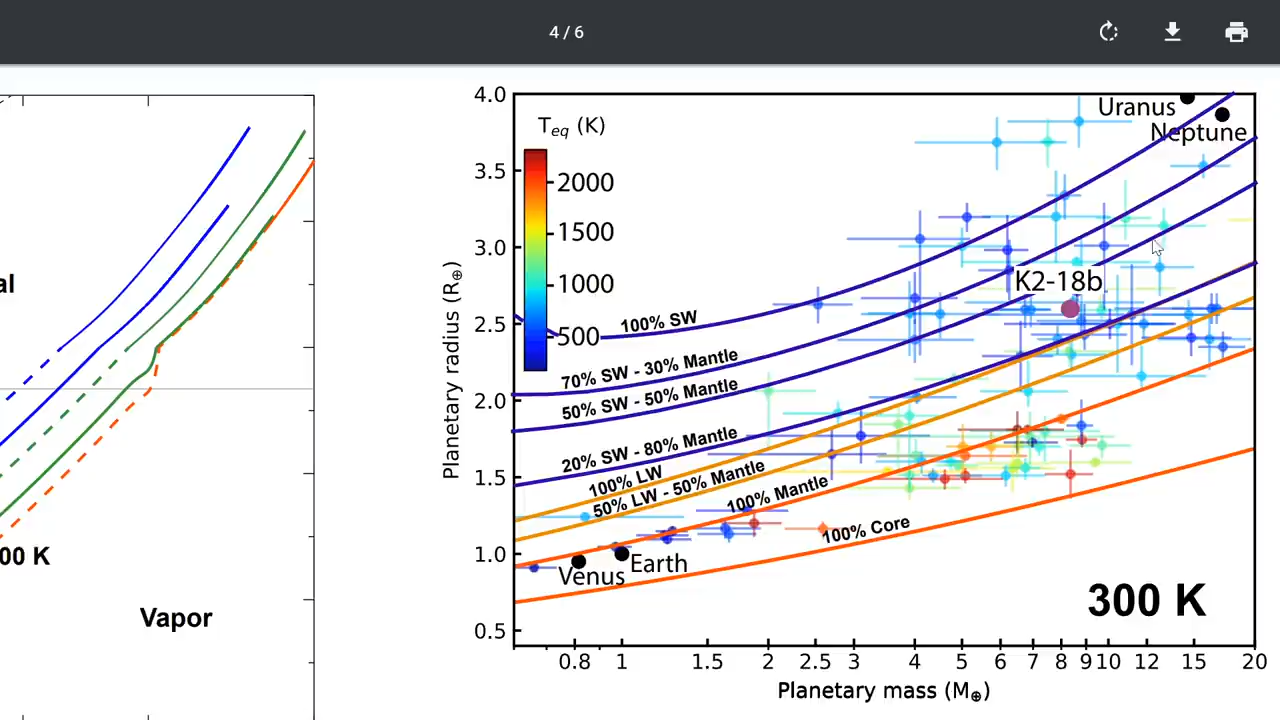 4 / 6
al
00 K
Vapor
4.0
3.5
3.0
2.5
2.0
1.5
1.0
0.5
Planetary radius (R⊕)
Teq (K)
2000
1500
1000
500
Uranus
Neptune
K2-18b
100% SW
70% SW - 30% Mantle
50% SW - 50% Mantle
20% SW - 80% Mantle
100% LW
50% LW - 50% Mantle
100% Mantle
100% Core
Venus
Earth
300 K
0.8 1 1.5 2 2.5 3 4 5 6 7 8 9 10 12 15 20
Planetary mass (M⊕)